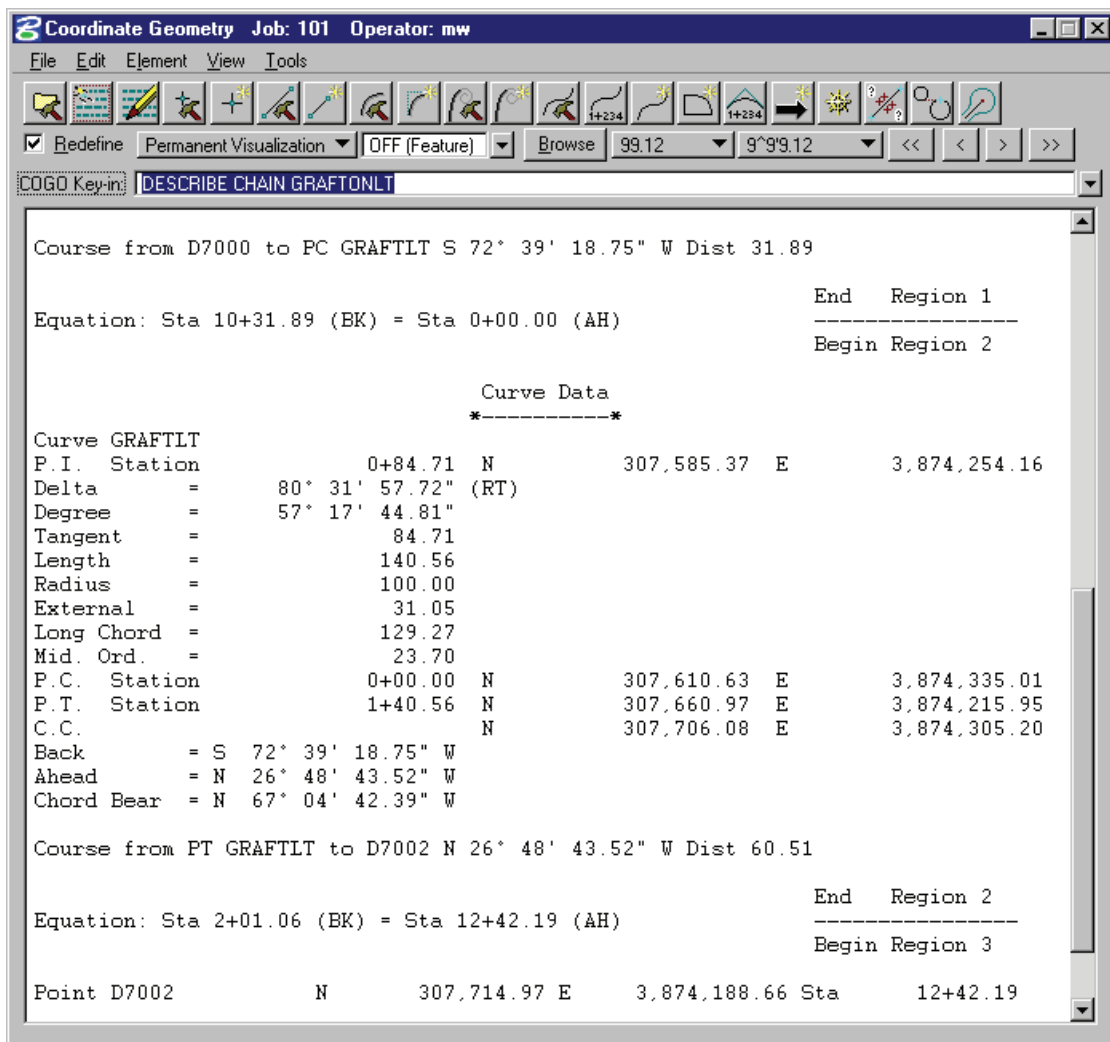 Coordinate Geometry Job: 101 Operator: mw
File Edit Element View Tools
1+234 1+234
Redefine Permanent Visualization OFF (Feature) Browse 99.12 9^9'9.12 << < > >>
COGO Key-in: DESCRIBE CHAIN GRAFTONLT
Course from D7000 to PC GRAFTLT S 72° 39' 18.75" W Dist 31.89
End Region 1
Equation: Sta 10+31.89 (BK) = Sta 0+00.00 (AH) ----------------
Begin Region 2
Curve Data
*----------*
Curve GRAFTLT
P.I. Station 0+84.71 N 307,585.37 E 3,874,254.16
Delta = 80° 31' 57.72" (RT)
Degree = 57° 17' 44.81"
Tangent = 84.71
Length = 140.56
Radius = 100.00
External = 31.05
Long Chord = 129.27
Mid. Ord. = 23.70
P.C. Station 0+00.00 N 307,610.63 E 3,874,335.01
P.T. Station 1+40.56 N 307,660.97 E 3,874,215.95
C.C. N 307,706.08 E 3,874,305.20
Back = S 72° 39' 18.75" W
Ahead = N 26° 48' 43.52" W
Chord Bear = N 67° 04' 42.39" W
Course from PT GRAFTLT to D7002 N 26° 48' 43.52" W Dist 60.51
End Region 2
Equation: Sta 2+01.06 (BK) = Sta 12+42.19 (AH) ----------------
Begin Region 3
Point D7002 N 307,714.97 E 3,874,188.66 Sta 12+42.19